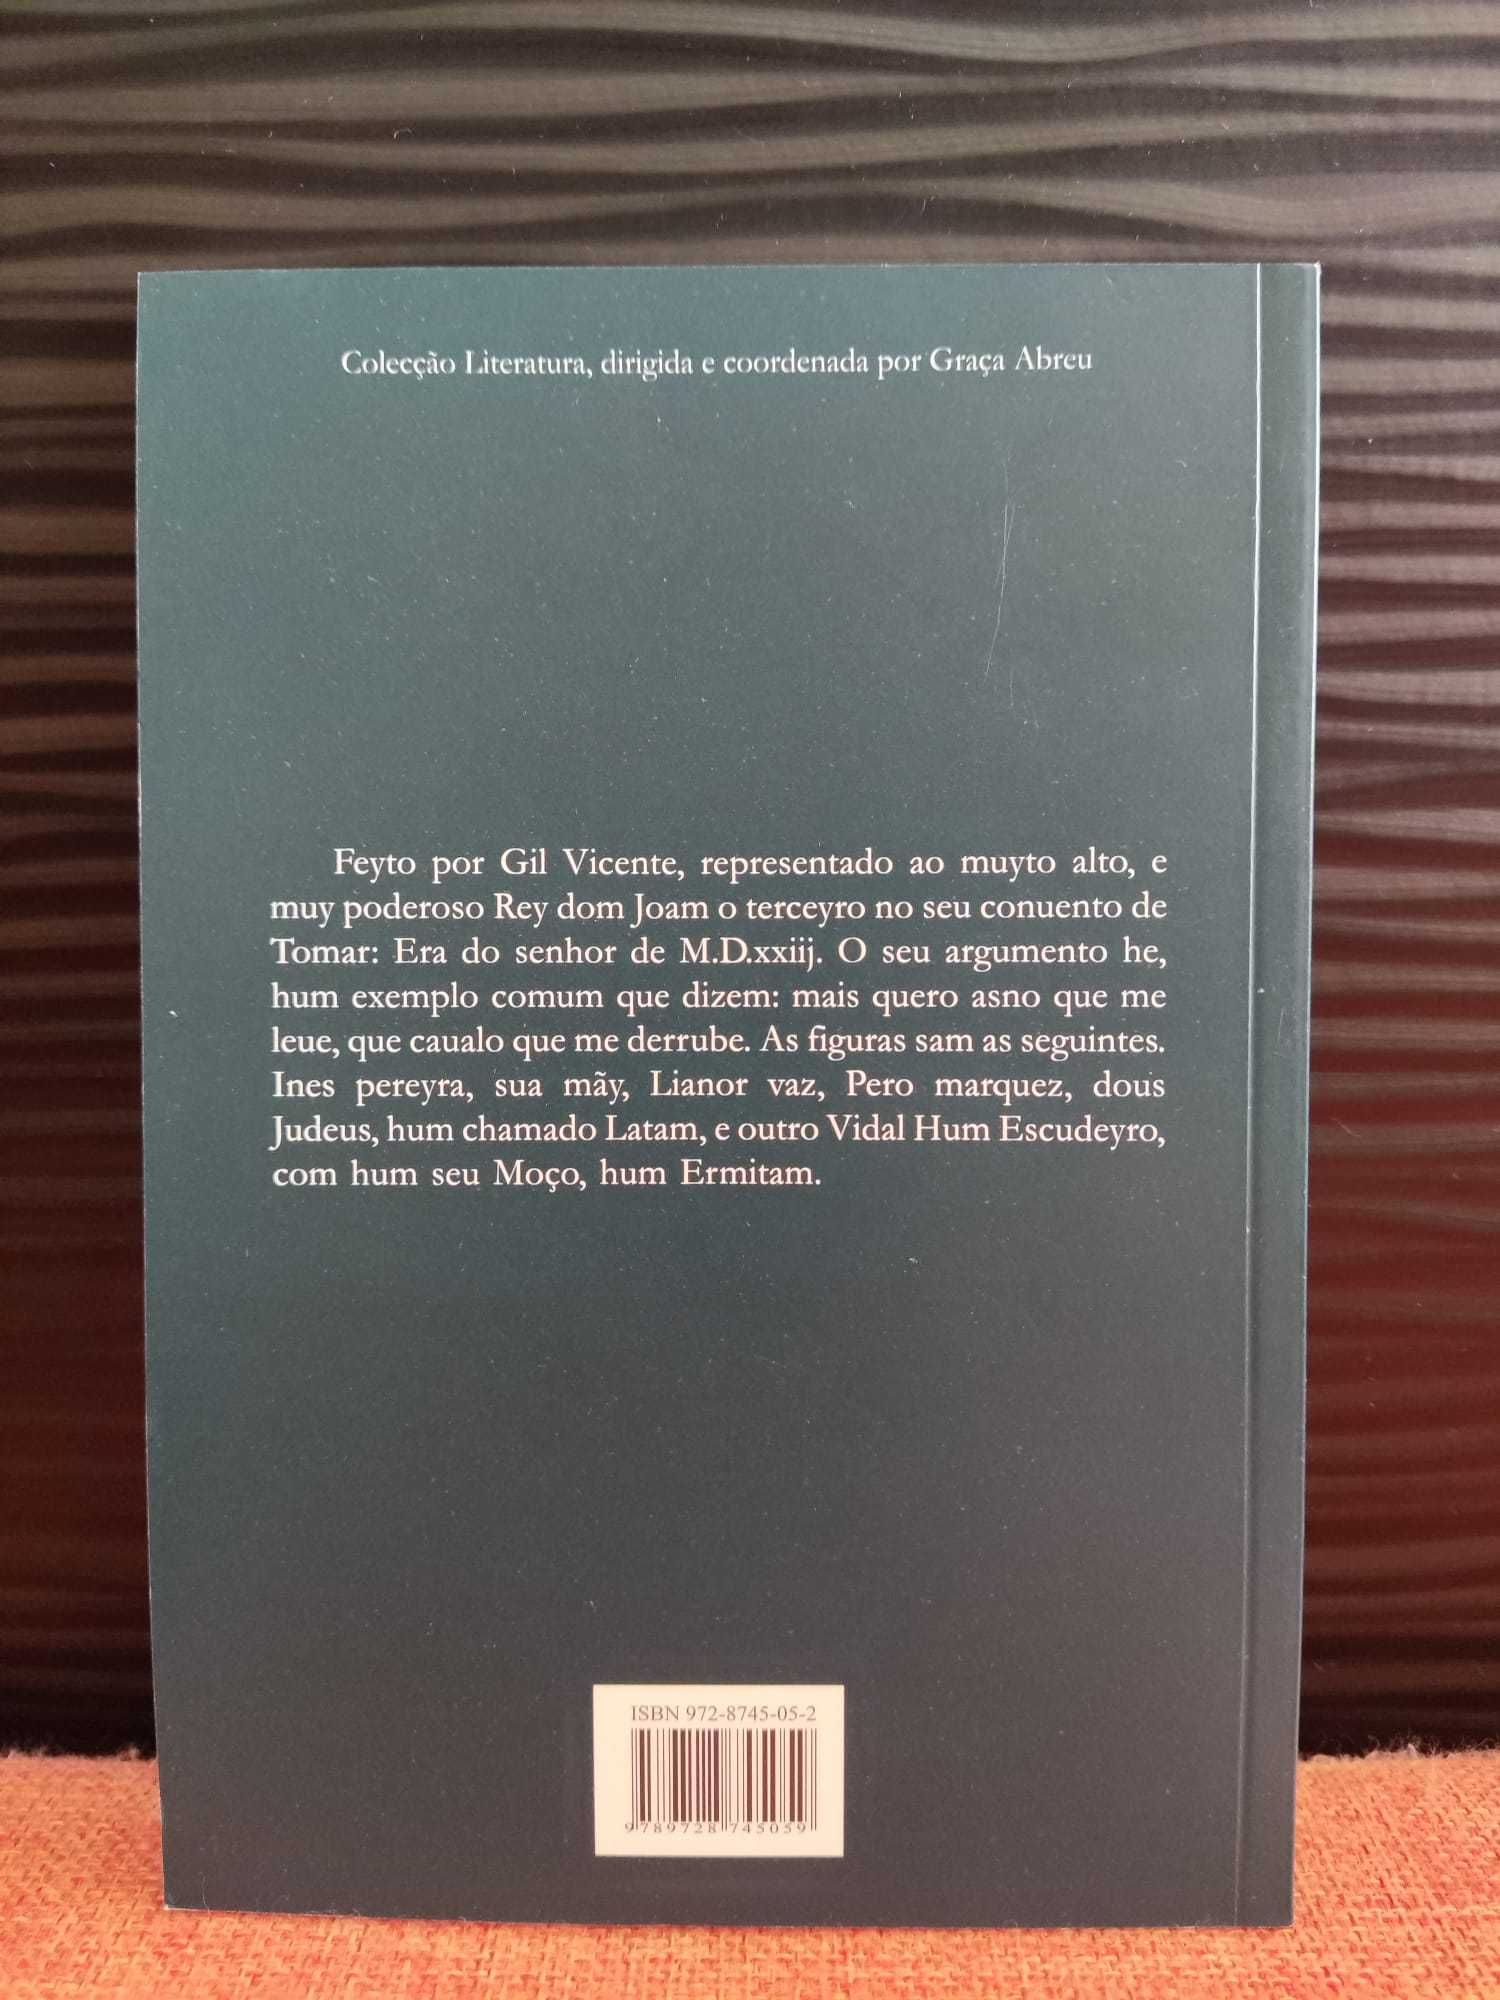 Colecção Literatura, dirigida e coordenada por Graça Abreu
Feyto por Gil Vicente, representado ao muyto alto, e
muy poderoso Rey dom Joam o terceyro no seu conuento de
Tomar: Era do senhor de M.D.xxiij. O seu argumento he,
hum exemplo comum que dizem: mais quero asno que me
leue, que caualo que me derrube. As figuras sam as seguintes.
Ines pereyra, sua mãy, Lianor vaz, Pero marquez, dous
Judeus, hum chamado Latam, e outro Vidal Hum Escudeyro,
com hum seu Moço, hum Ermitam.
ISBN 972-8745-05-2
9 789728 745059